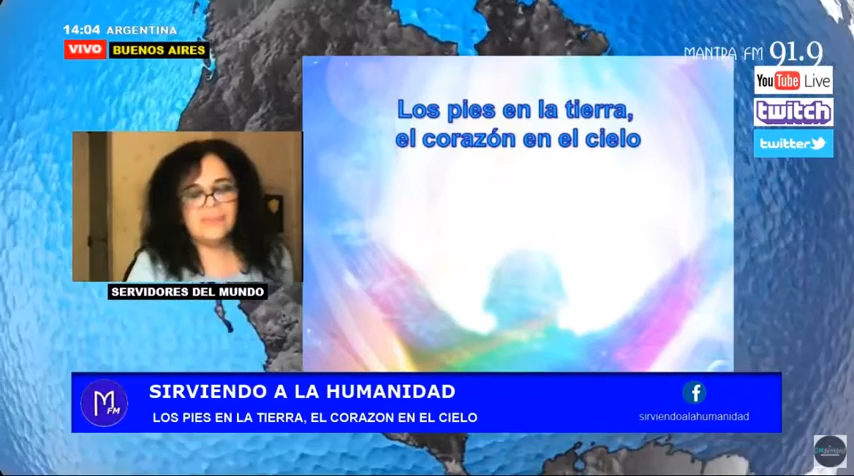 14:04 ARGENTINA
VIVO BUENOS AIRES
MANTRA FM 91.9
YouTube Live
twitch
twitter
Los pies en la tierra,
el corazón en el cielo
SERVIDORES DEL MUNDO
M FM
SIRVIENDO A LA HUMANIDAD
LOS PIES EN LA TIERRA, EL CORAZON EN EL CIELO
f
sirviendoalahumanidad